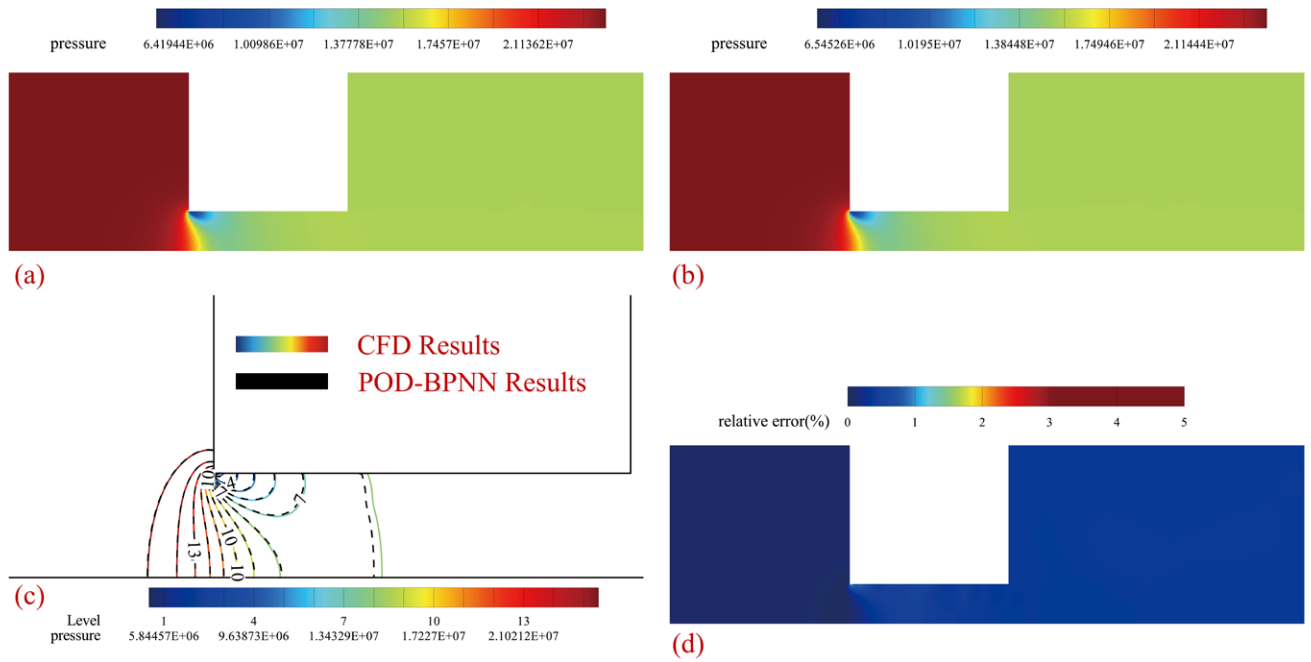 pressure
6.41944E+06 1.00986E+07 1.37778E+07 1.7457E+07 2.11362E+07
(a)
pressure
6.54526E+06 1.0195E+07 1.38448E+07 1.74946E+07 2.11444E+07
(b)
CFD Results
POD-BPNN Results
4
7
10
13
10
(c)
Level 1 4 7 10 13
pressure 5.84457E+06 9.63873E+06 1.34329E+07 1.7227E+07 2.10212E+07
relative error(%) 0 1 2 3 4 5
(d)